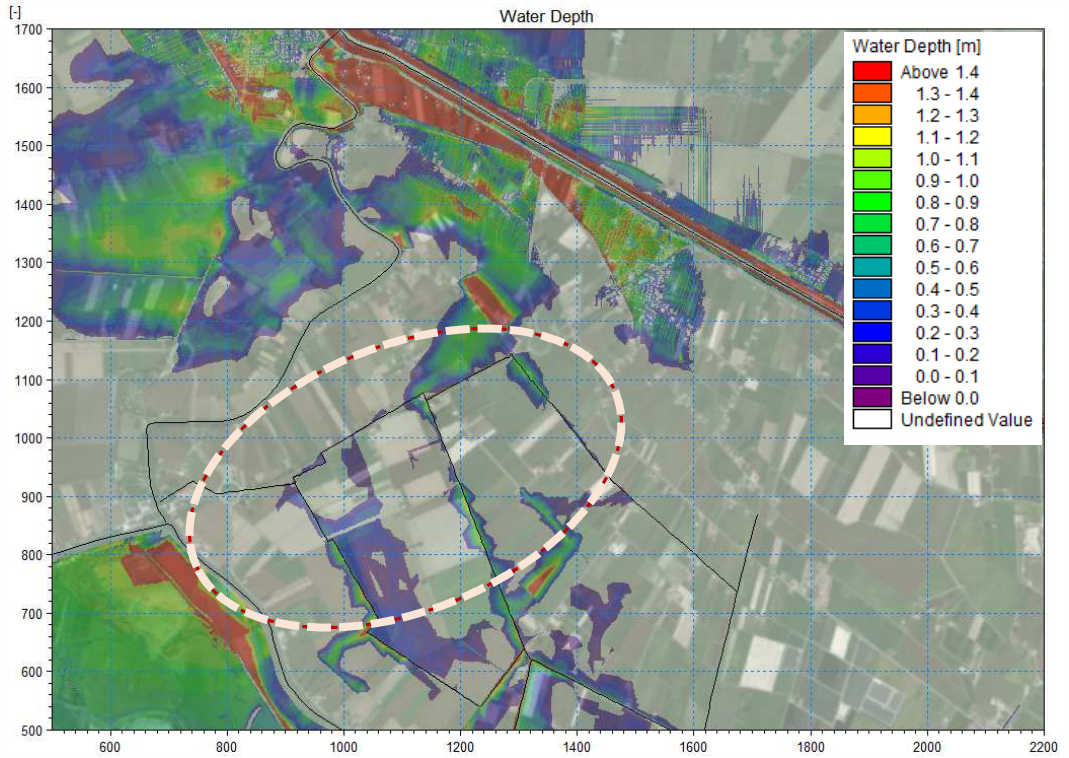 [-]
Water Depth
1700
1600
1500
1400
1300
1200
1100
1000
900
800
700
600
500
600 800 1000 1200 1400 1600 1800 2000 2200
Water Depth [m]
Above 1.4
1.3 - 1.4
1.2 - 1.3
1.1 - 1.2
1.0 - 1.1
0.9 - 1.0
0.8 - 0.9
0.7 - 0.8
0.6 - 0.7
0.5 - 0.6
0.4 - 0.5
0.3 - 0.4
0.2 - 0.3
0.1 - 0.2
0.0 - 0.1
Below 0.0
Undefined Value